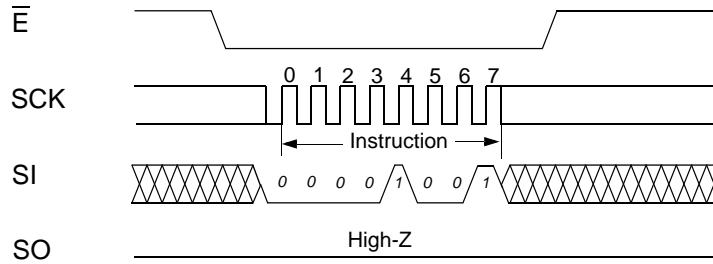 E̅
0 1 2 3 4 5 6 7
SCK
Instruction
SI
0 0 0 0 1 0 0 1
High-Z
SO